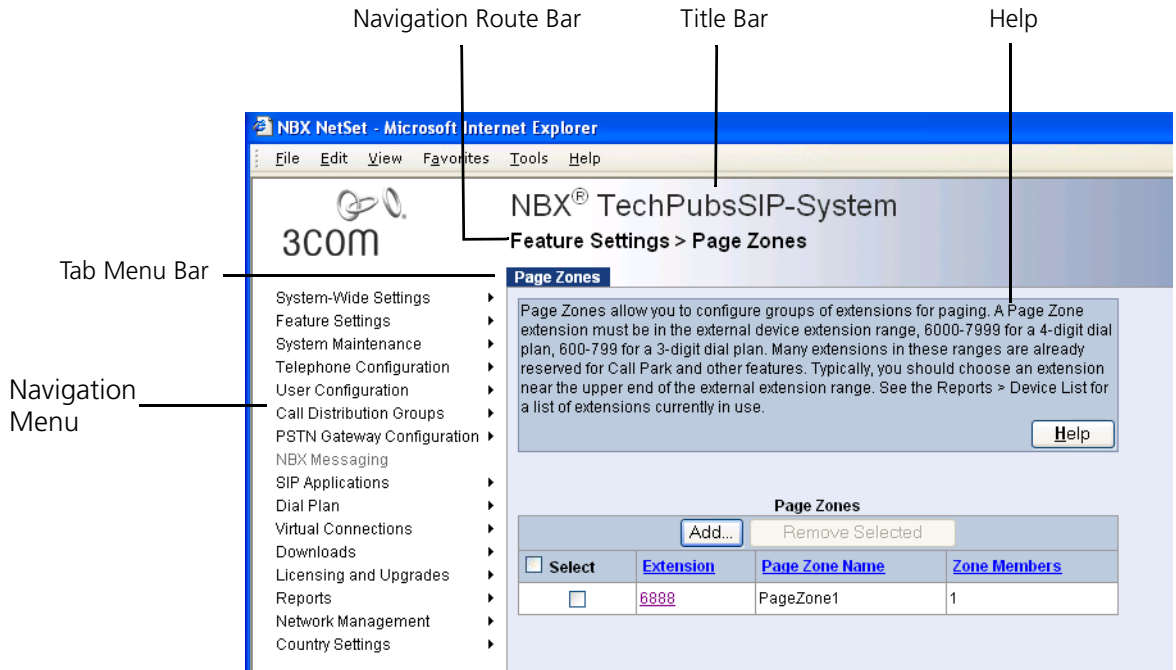 Navigation Route Bar
Title Bar
Help
NBX NetSet - Microsoft Internet Explorer
File Edit View Favorites Tools Help
3COM
NBX® TechPubsSIP-System
Feature Settings > Page Zones
Tab Menu Bar
Page Zones
Page Zones allow you to configure groups of extensions for paging. A Page Zone
extension must be in the external device extension range, 6000-7999 for a 4-digit dial
plan, 600-799 for a 3-digit dial plan. Many extensions in these ranges are already
reserved for Call Park and other features. Typically, you should choose an extension
near the upper end of the external extension range. See the Reports > Device List for
a list of extensions currently in use.
Help
Navigation
Menu
System-Wide Settings
Feature Settings
System Maintenance
Telephone Configuration
User Configuration
Call Distribution Groups
PSTN Gateway Configuration
NBX Messaging
SIP Applications
Dial Plan
Virtual Connections
Downloads
Licensing and Upgrades
Reports
Network Management
Country Settings
Page Zones
Add... Remove Selected
Select Extension Page Zone Name Zone Members
6888 PageZone1 1